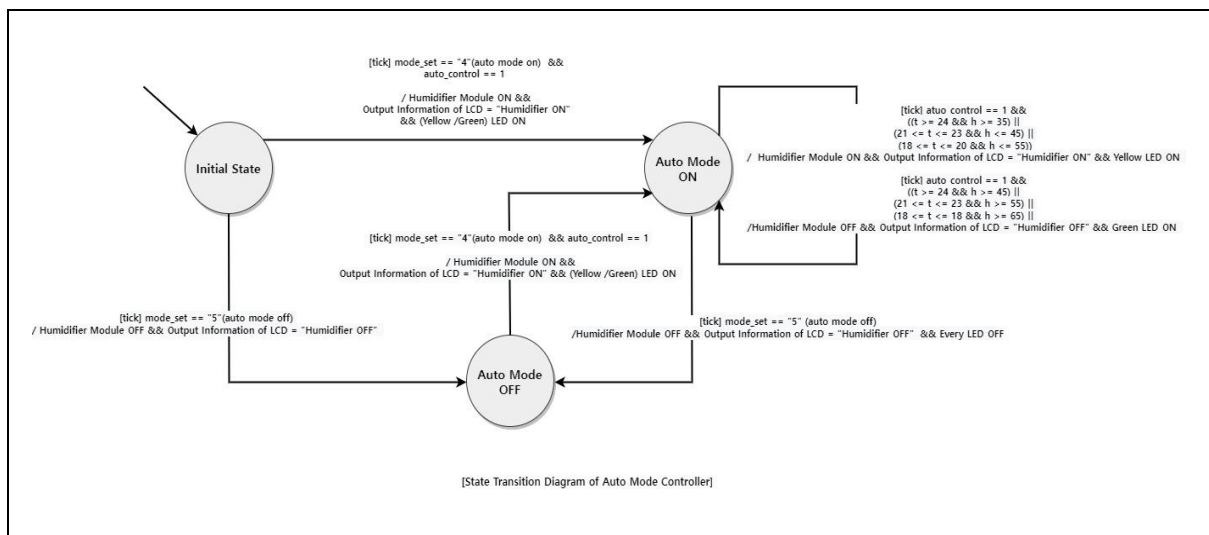 [tick] mode_set == "4"(auto mode on) &&
auto_control == 1
/ Humidifier Module ON &&
Output Information of LCD = "Humidifier ON"
&& (Yellow /Green) LED ON
Initial State
Auto Mode
ON
[tick] atuo control == 1 &&
((t >= 24 && h >= 35) ||
(21 <= t <= 23 && h <= 45) ||
(18 <= t <= 20 && h <= 55))
/ Humidifier Module ON && Output Information of LCD = "Humidifier ON" && Yellow LED ON
[tick] auto control == 1 &&
((t >= 24 && h >= 45) ||
(21 <= t <= 23 && h >= 55) ||
(18 <= t <= 18 && h >= 65) ||
/Humidifier Module OFF && Output Information of LCD = "Humidifier OFF" && Green LED ON
[tick] mode_set == "4"(auto mode on) && auto_control == 1
/ Humidifier Module ON &&
Output Information of LCD = "Humidifier ON" && (Yellow /Green) LED ON
[tick] mode_set == "5"(auto mode off)
/ Humidifier Module OFF && Output Information of LCD = "Humidifier OFF"
[tick] mode_set == "5" (auto mode off)
/Humidifier Module OFF && Output Information of LCD = "Humidifier OFF" && Every LED OFF
Auto Mode
OFF
[State Transition Diagram of Auto Mode Controller]